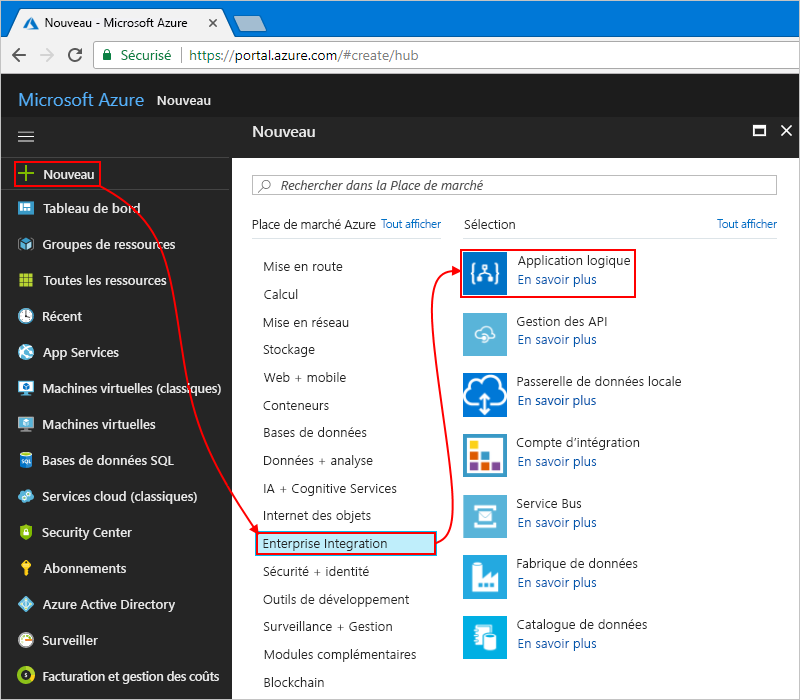 Nouveau - Microsoft Azure
Sécurisé https://portal.azure.com/#create/hub
Microsoft Azure Nouveau
Nouveau
Tableau de bord
Groupes de ressources
Toutes les ressources
Récent
App Services
Machines virtuelles (classiques)
Machines virtuelles
Bases de données SQL
Services cloud (classiques)
Security Center
Abonnements
Azure Active Directory
Surveiller
Facturation et gestion des coûts
Nouveau
Rechercher dans la Place de marché
Place de marché Azure Tout afficher
Mise en route
Calcul
Mise en réseau
Stockage
Web + mobile
Conteneurs
Bases de données
Données + analyse
IA + Cognitive Services
Internet des objets
Enterprise Integration
Sécurité + identité
Outils de développement
Surveillance + Gestion
Modules complémentaires
Blockchain
Sélection Tout afficher
Application logique
En savoir plus
Gestion des API
En savoir plus
Passerelle de données locale
En savoir plus
Compte d'intégration
En savoir plus
Service Bus
En savoir plus
Fabrique de données
En savoir plus
Catalogue de données
En savoir plus